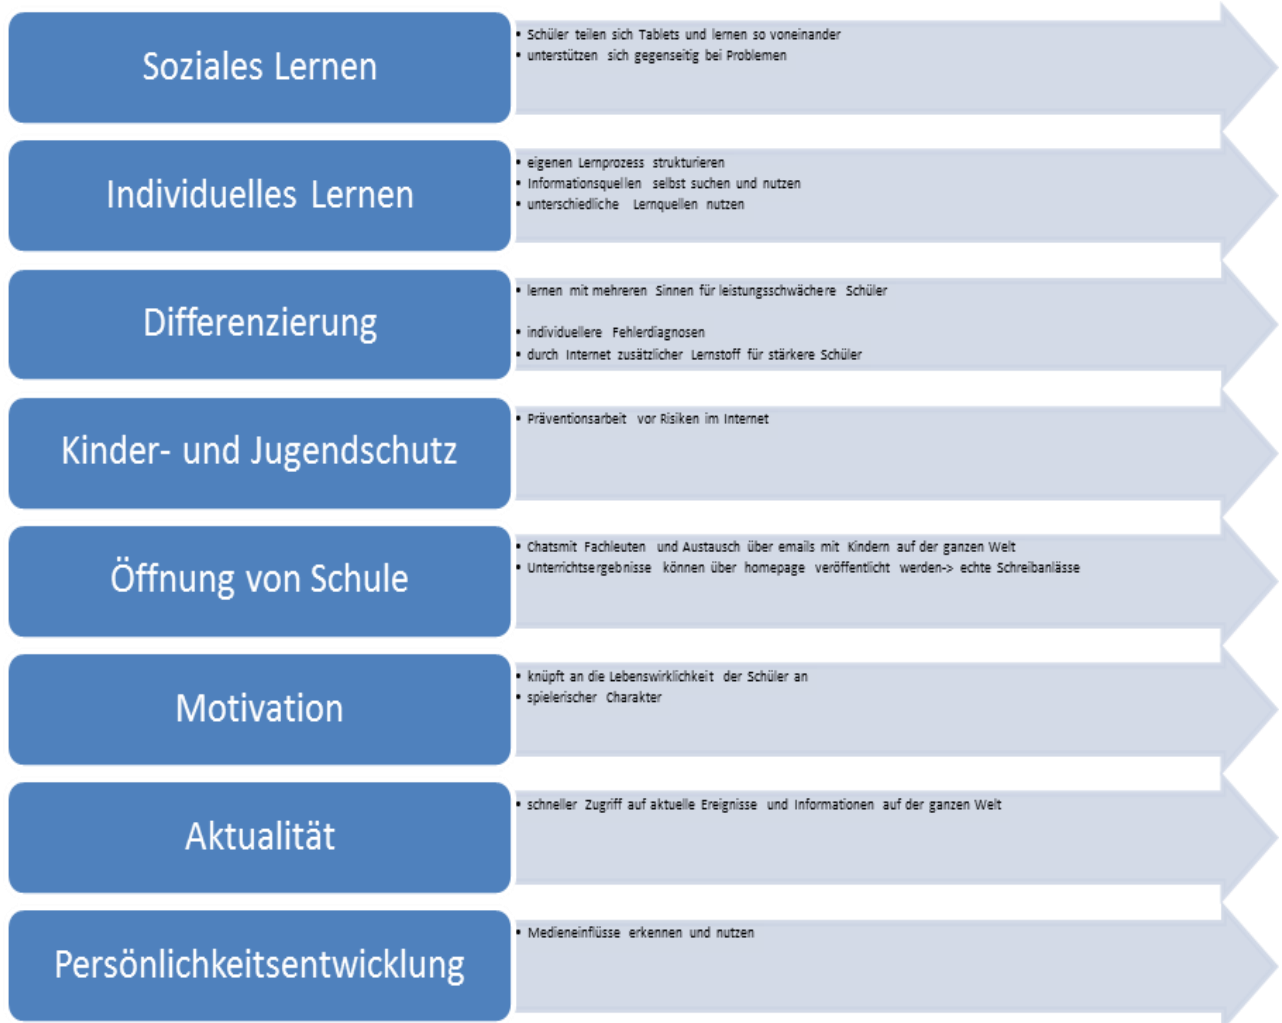 Soziales Lernen
• Schüler teilen sich Tablets und lernen so voneinander
• unterstützen sich gegenseitig bei Problemen
Individuelles Lernen
• eigenen Lernprozess strukturieren
• Informationsquellen selbst suchen und nutzen
• unterschiedliche Lernquellen nutzen
Differenzierung
• lernen mit mehreren Sinnen für leistungsschwächere Schüler
• individuellere Fehlerdiagnosen
• durch Internet zusätzlicher Lernstoff für stärkere Schüler
Kinder- und Jugendschutz
• Präventionsarbeit vor Risiken im Internet
Öffnung von Schule
• Chatsmit Fachleuten und Austausch über emails mit Kindern auf der ganzen Welt
• Unterrichtsergebnisse können über homepage veröffentlicht werden-> echte Schreibanlässe
Motivation
• knüpft an die Lebenswirklichkeit der Schüler an
• spielerischer Charakter
Aktualität
• schneller Zugriff auf aktuelle Ereignisse und Informationen auf der ganzen Welt
Persönlichkeitsentwicklung
• Medieneinflüsse erkennen und nutzen